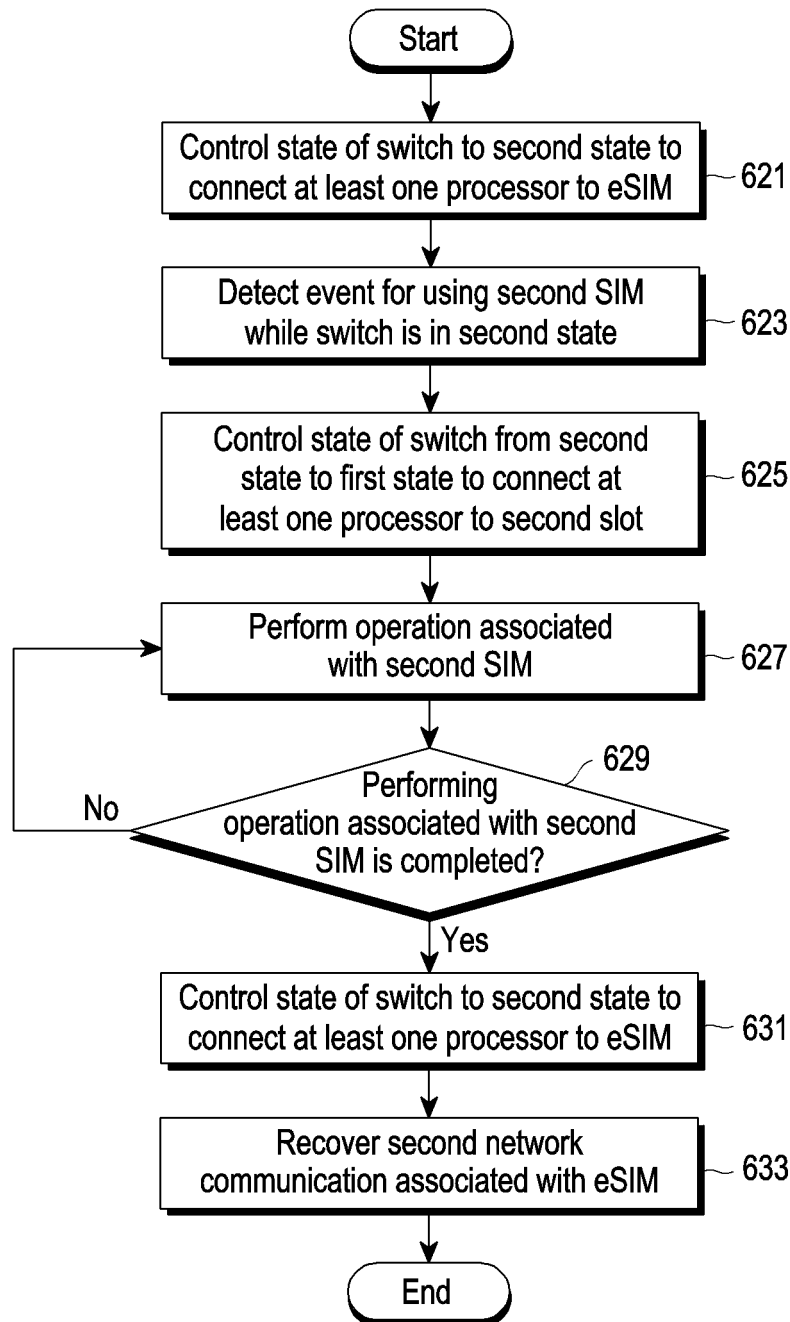 Start
Control state of switch to second state to
connect at least one processor to eSIM
621
Detect event for using second SIM
while switch is in second state
623
Control state of switch from second
state to first state to connect at
least one processor to second slot
625
Perform operation associated
with second SIM
627
629
Performing
operation associated with second
SIM is completed?
No
Yes
Control state of switch to second state to
connect at least one processor to eSIM
631
Recover second network
communication associated with eSIM
633
End